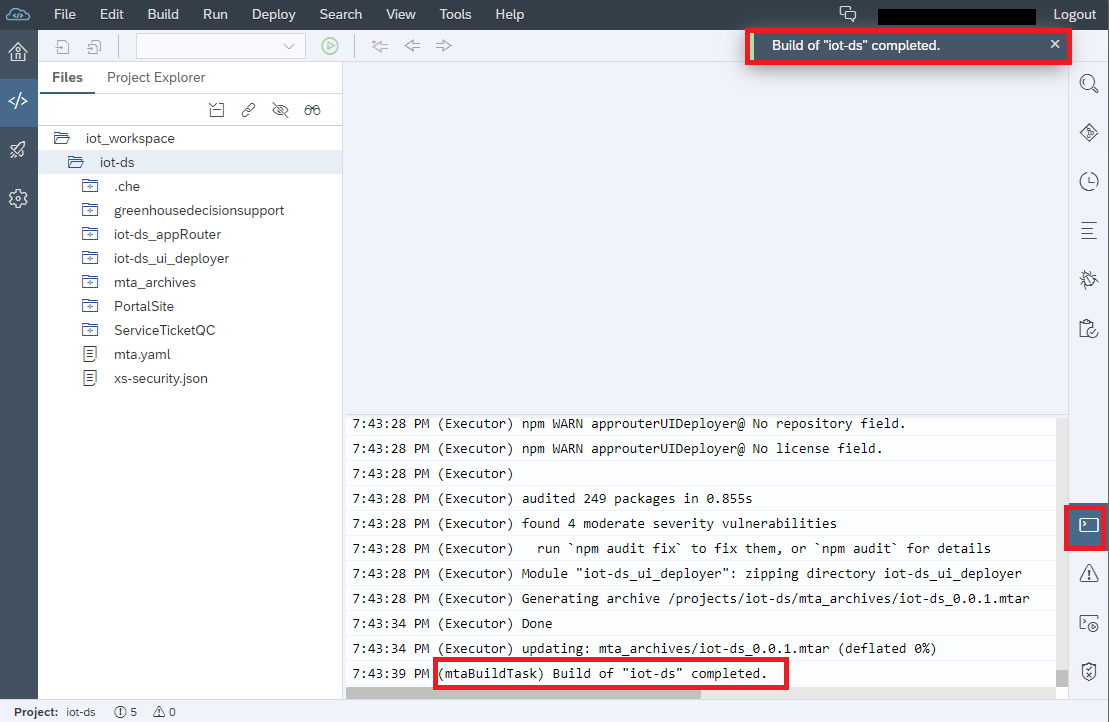 File Edit Build Run Deploy Search View Tools Help Logout
Build of "iot-ds" completed.
Files Project Explorer
iot_workspace
iot-ds
.che
greenhousedecisionsupport
iot-ds_appRouter
iot-ds_ui_deployer
mta_archives
PortalSite
ServiceTicketQC
mta.yaml
xs-security.json
7:43:28 PM (Executor) npm WARN approuterUIDeployer@ No repository field.
7:43:28 PM (Executor) npm WARN approuterUIDeployer@ No license field.
7:43:28 PM (Executor)
7:43:28 PM (Executor) audited 249 packages in 0.855s
7:43:28 PM (Executor) found 4 moderate severity vulnerabilities
7:43:28 PM (Executor)   run `npm audit fix` to fix them, or `npm audit` for details
7:43:28 PM (Executor) Module "iot-ds_ui_deployer": zipping directory iot-ds_ui_deployer
7:43:28 PM (Executor) Generating archive /projects/iot-ds/mta_archives/iot-ds_0.0.1.mtar
7:43:34 PM (Executor) Done
7:43:34 PM (Executor) updating: mta_archives/iot-ds_0.0.1.mtar (deflated 0%)
7:43:39 PM (mtaBuildTask) Build of "iot-ds" completed.
Project: iot-ds 5 0